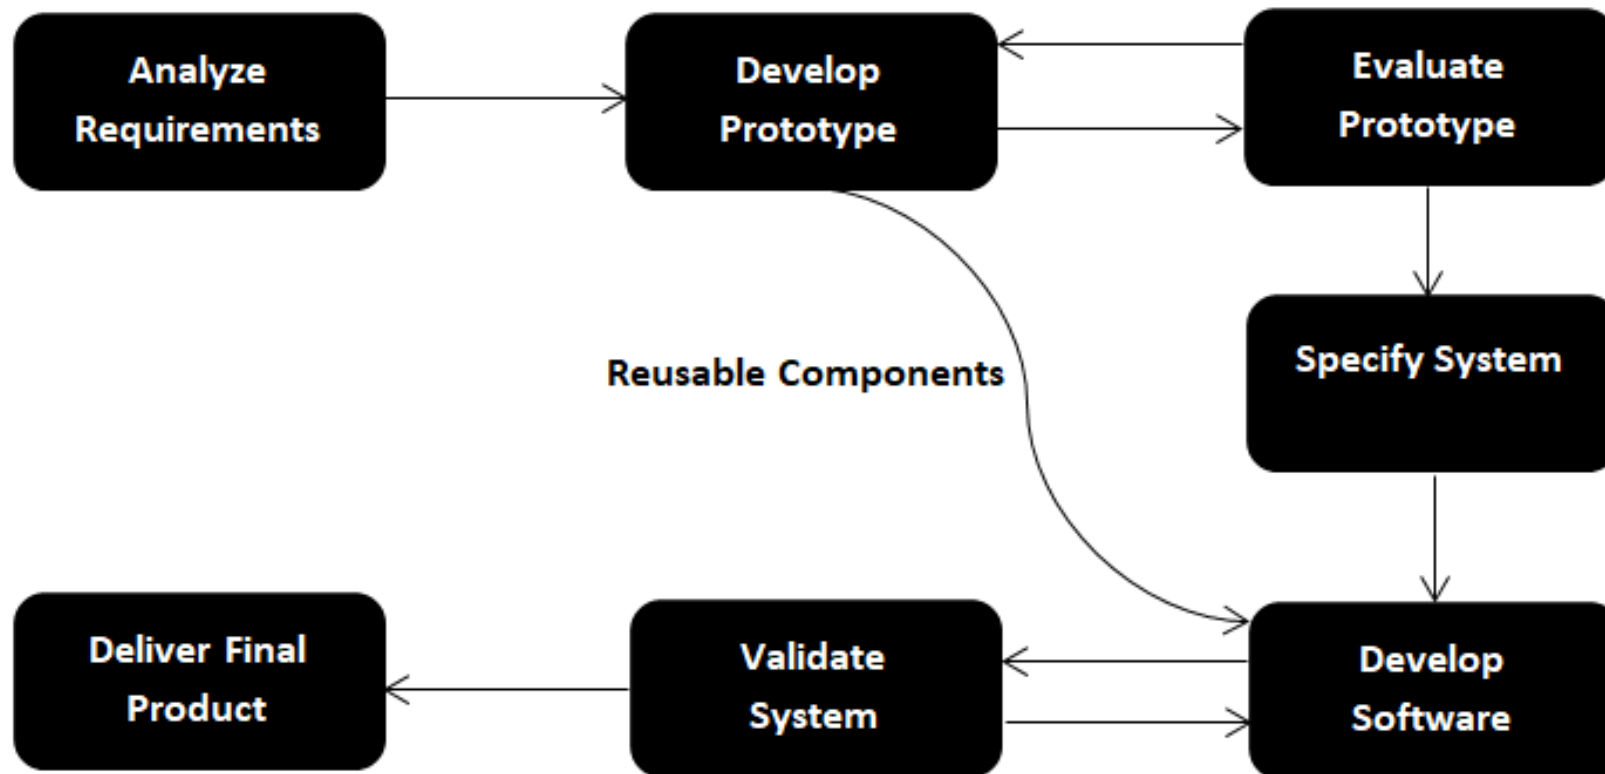 Analyze
Requirements
Develop
Prototype
Evaluate
Prototype
Specify System
Reusable Components
Develop
Software
Validate
System
Deliver Final
Product